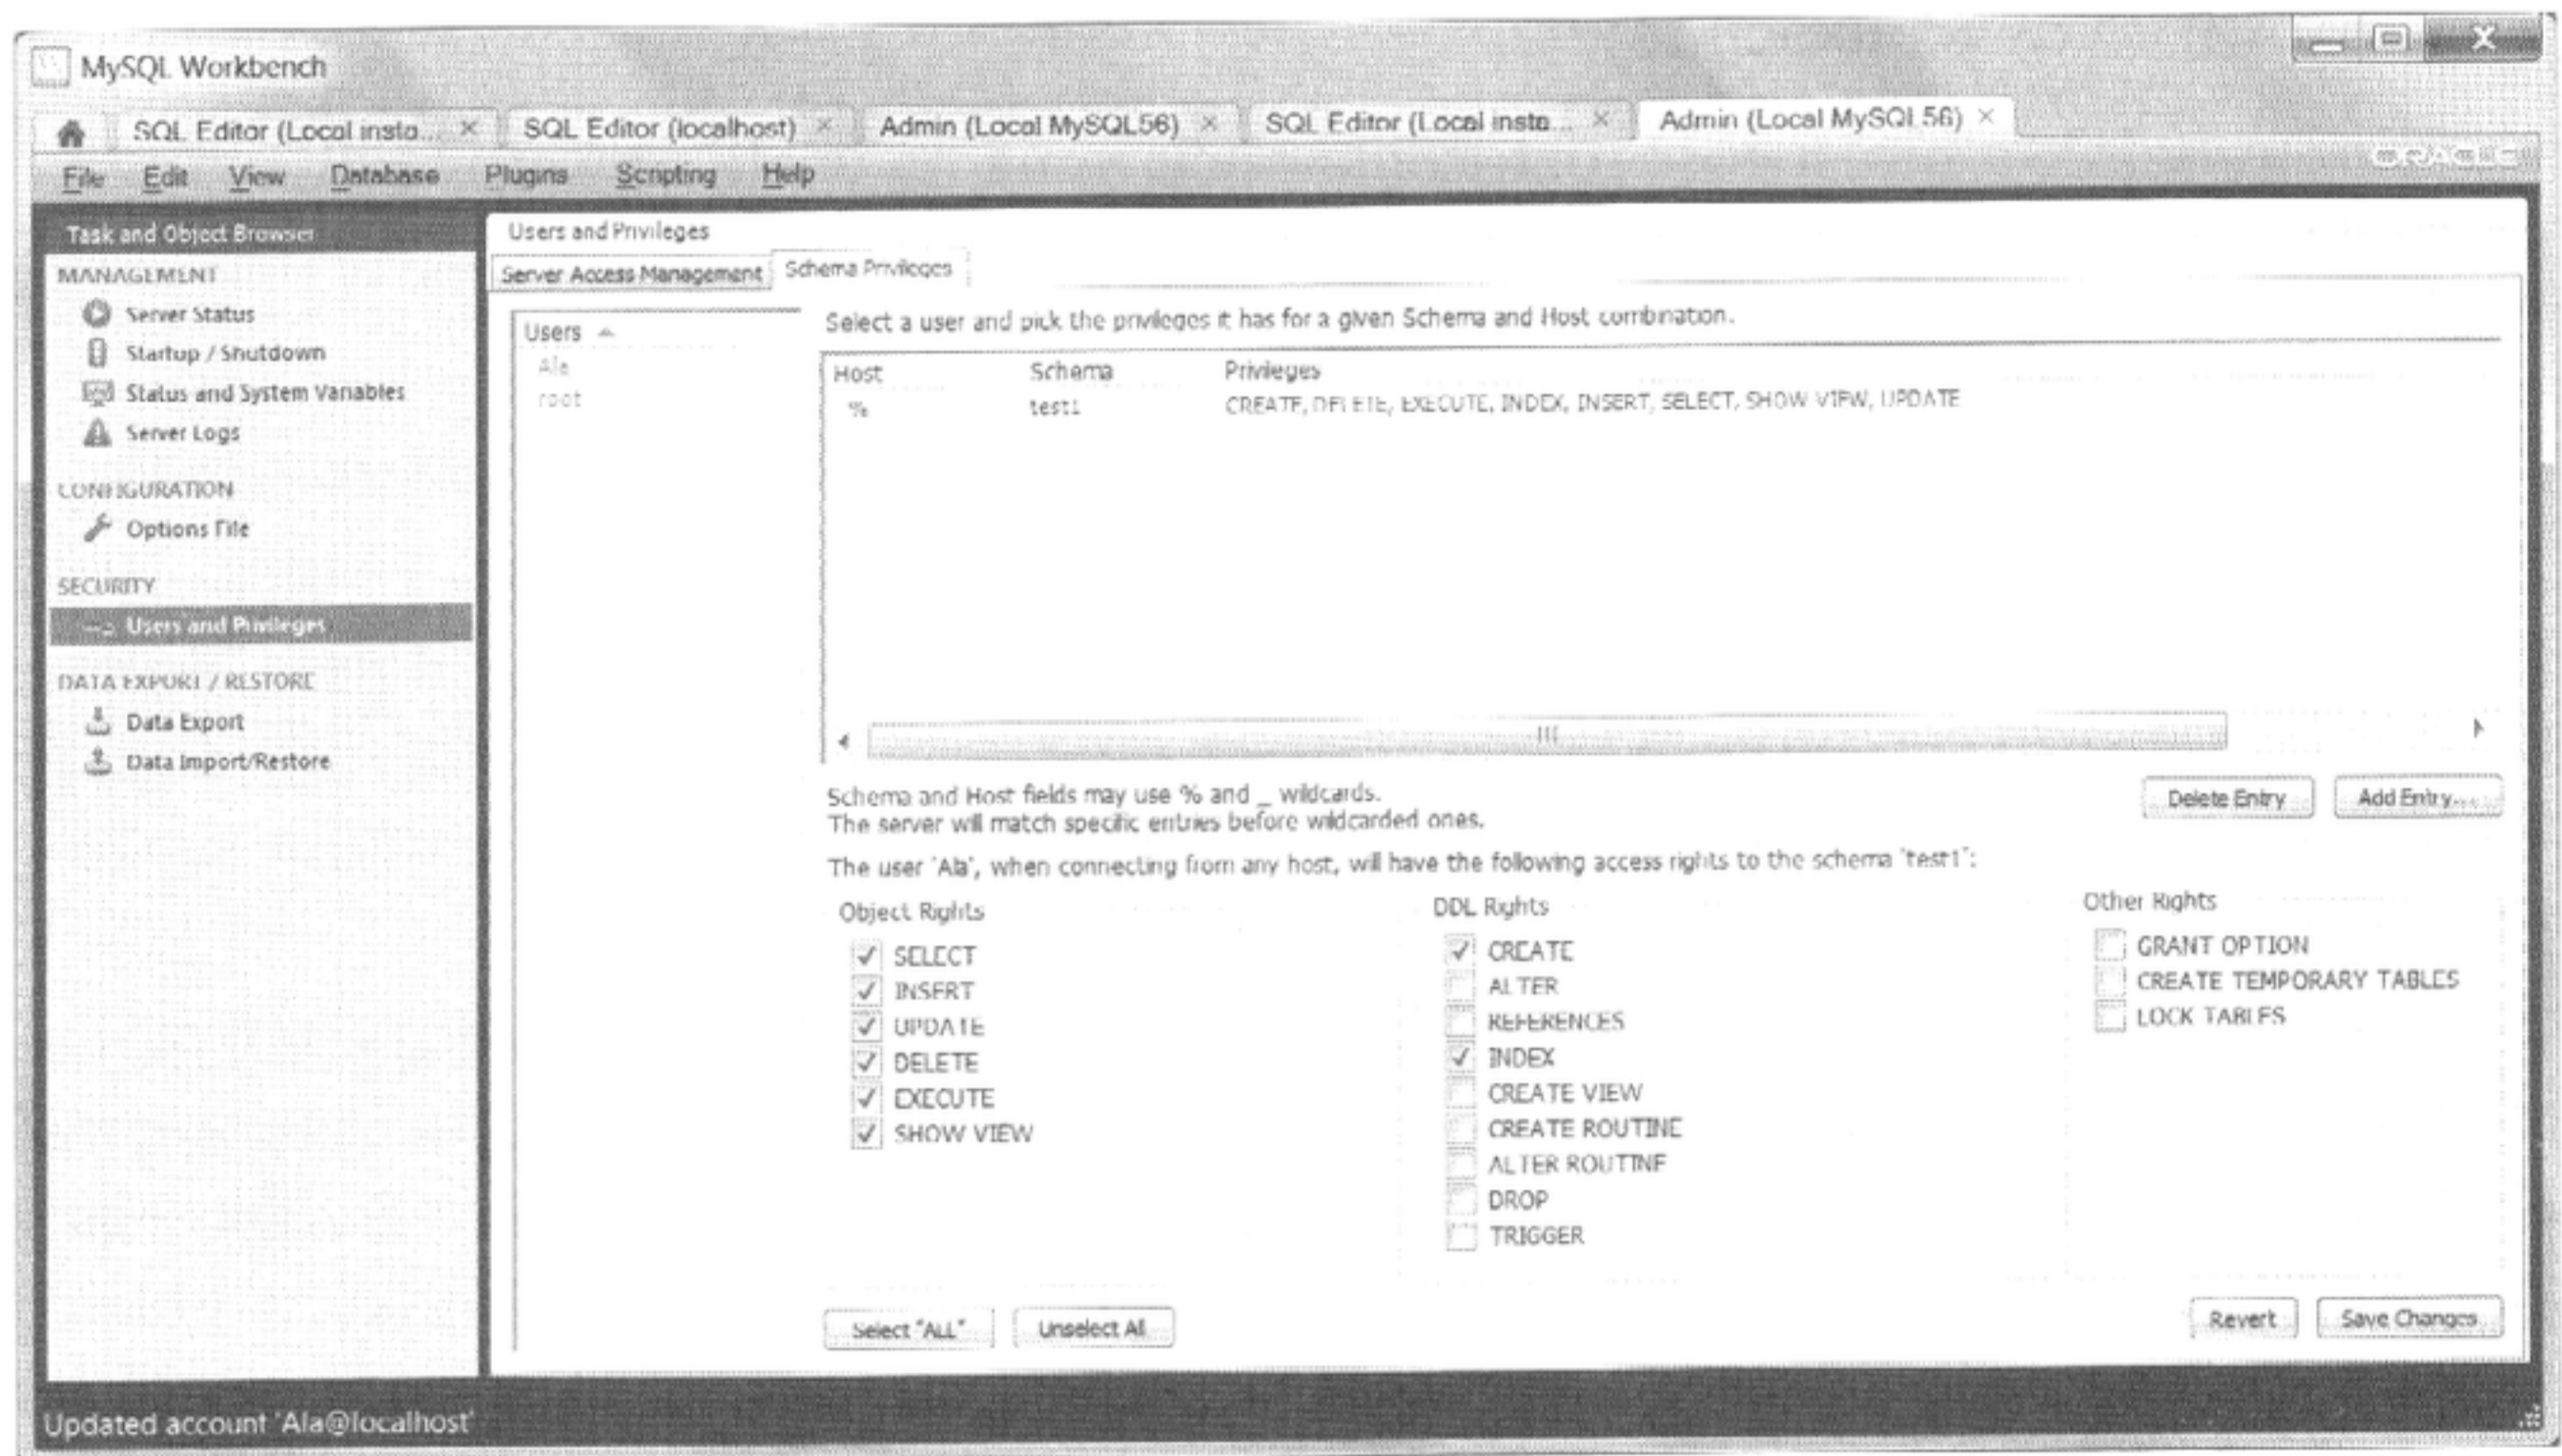 MySQL Workbench
SQL Editor (Local insta... × SQL Editor (localhost) × Admin (Local MySQL56) × SQL Editor (Local insta... × Admin (Local MySQL56) ×
File Edit View Database Plugins Scripting Help
ORACLE
Task and Object Browser
MANAGEMENT
Server Status
Startup / Shutdown
Status and System Variables
Server Logs
CONFIGURATION
Options File
SECURITY
Users and Privileges
DATA EXPORT / RESTORE
Data Export
Data Import/Restore
Users and Privileges
Server Access Management Schema Privileges
Users
Ala
root
Select a user and pick the privileges it has for a given Schema and Host combination.
Host Schema Privileges
% test1 CREATE, DELETE, EXECUTE, INDEX, INSERT, SELECT, SHOW VIEW, UPDATE
Schema and Host fields may use % and _ wildcards.
The server will match specific entries before wildcarded ones.
Delete Entry Add Entry...
The user 'Ala', when connecting from any host, will have the following access rights to the schema 'test1':
Object Rights
SELECT
INSERT
UPDATE
DELETE
EXECUTE
SHOW VIEW
DDL Rights
CREATE
ALTER
REFERENCES
INDEX
CREATE VIEW
CREATE ROUTINE
ALTER ROUTINE
DROP
TRIGGER
Other Rights
GRANT OPTION
CREATE TEMPORARY TABLES
LOCK TABLES
Select "ALL" Unselect All Revert Save Changes
Updated account 'Ala@localhost'